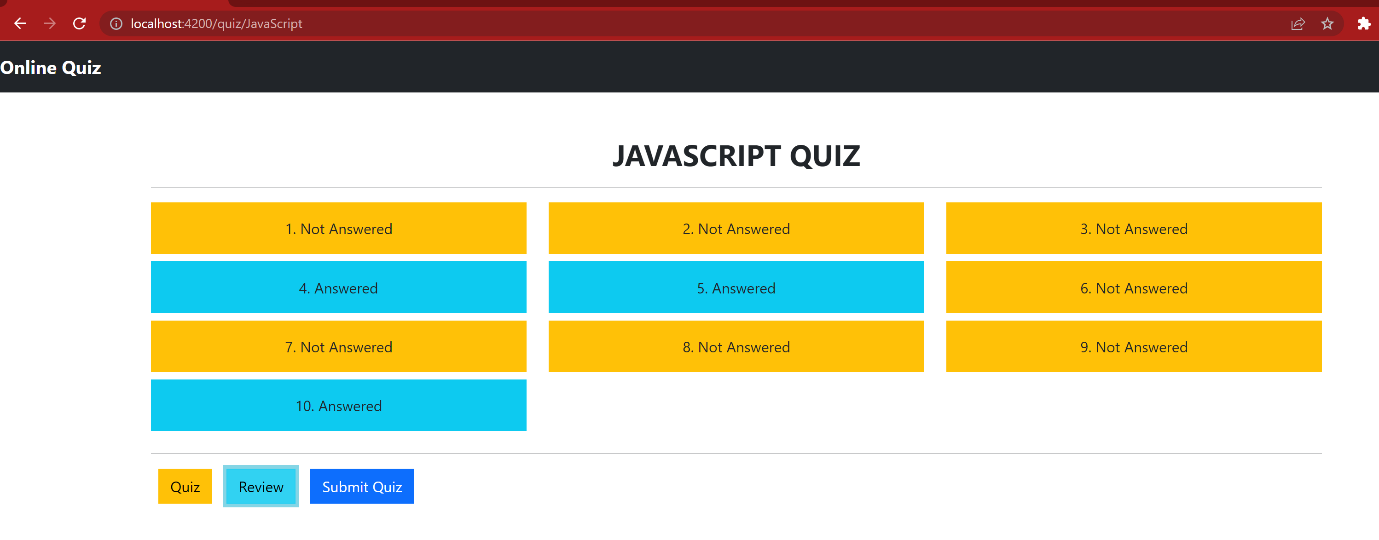 localhost:4200/quiz/JavaScript
Online Quiz
JAVASCRIPT QUIZ
1. Not Answered
2. Not Answered
3. Not Answered
4. Answered
5. Answered
6. Not Answered
7. Not Answered
8. Not Answered
9. Not Answered
10. Answered
Quiz
Review
Submit Quiz